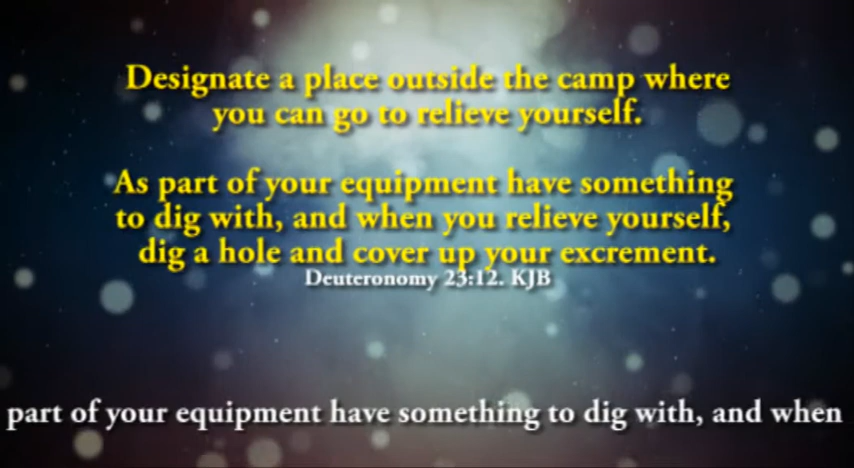 Designate a place outside the camp where
you can go to relieve yourself.
As part of your equipment have something
to dig with, and when you relieve yourself,
dig a hole and cover up your excrement.
Deuteronomy 23:12. KJB
part of your equipment have something to dig with, and when